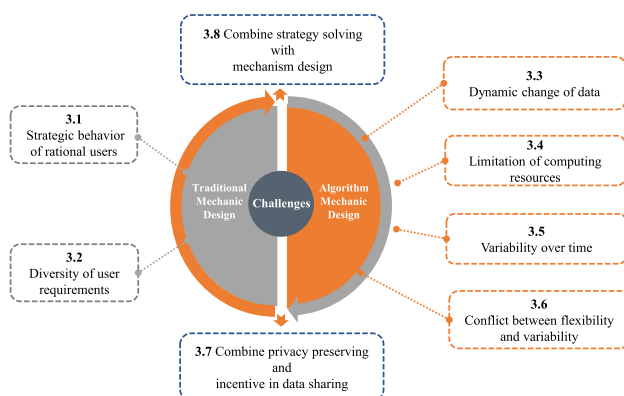 3.8 Combine strategy solving
with
mechanism design
3.1
Strategic behavior
of rational users
3.2
Diversity of user
requirements
Traditional
Mechanic
Design
Challenges
Algorithm
Mechanic
Design
3.3
Dynamic change of data
3.4
Limitation of computing
resources
3.5
Variability over time
3.6
Conflict between flexibility
and variability
3.7 Combine privacy preserving
and
incentive in data sharing